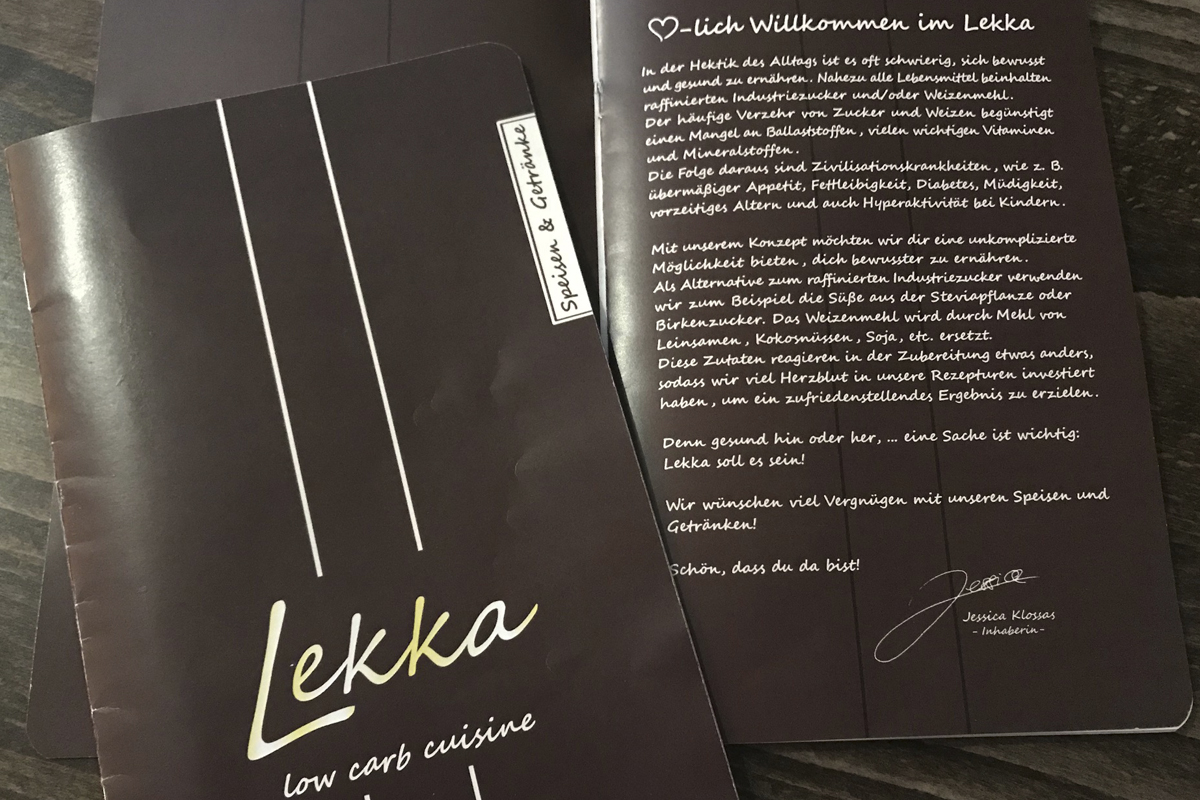 Speisen & Getränke
Lekka
low carb cuisine
♡-lich Willkommen im Lekka
In der Hektik des Alltags ist es oft schwierig, sich bewusst
und gesund zu ernähren. Nahezu alle Lebensmittel beinhalten
raffinierten Industriezucker und/oder Weizenmehl.
Der häufige Verzehr von Zucker und Weizen begünstigt
einen Mangel an Ballaststoffen, vielen wichtigen Vitaminen
und Mineralstoffen.
Die Folge daraus sind Zivilisationskrankheiten, wie z. B.
übermäßiger Appetit, Fettleibigkeit, Diabetes, Müdigkeit,
vorzeitiges Altern und auch Hyperaktivität bei Kindern.
Mit unserem Konzept möchten wir dir eine unkomplizierte
Möglichkeit bieten, dich bewusster zu ernähren.
Als Alternative zum raffinierten Industriezucker verwenden
wir zum Beispiel die Süße aus der Steviapflanze oder
Birkenzucker. Das Weizenmehl wird durch Mehl von
Leinsamen, Kokosnüssen, Soja, etc. ersetzt.
Diese Zutaten reagieren in der Zubereitung etwas anders,
sodass wir viel Herzblut in unsere Rezepturen investiert
haben, um ein zufriedenstellendes Ergebnis zu erzielen.
Denn gesund hin oder her, ... eine Sache ist wichtig:
Lekka soll es sein!
Wir wünschen viel Vergnügen mit unseren Speisen und
Getränken!
Schön, dass du da bist!
Jessica
Jessica Klossas
- Inhaberin-